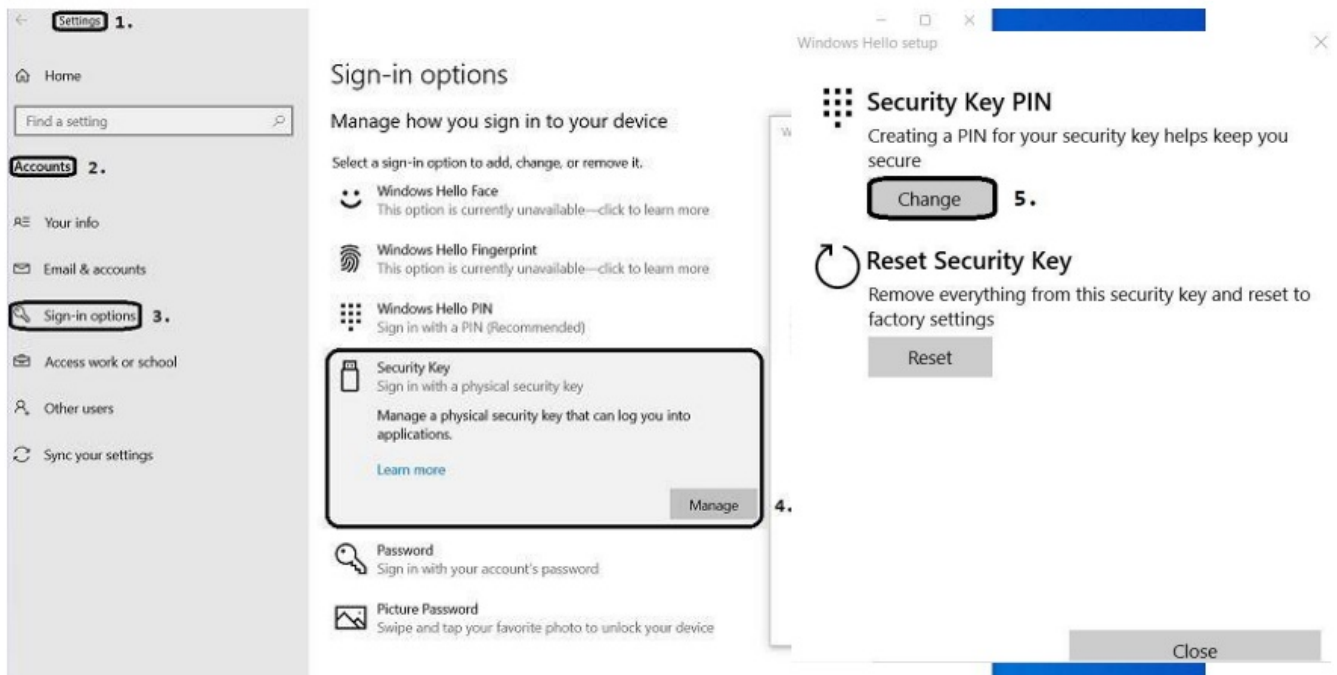 Settings 1.
Home
Find a setting
Accounts 2.
Your info
Email & accounts
Sign-in options 3.
Access work or school
Other users
Sync your settings
Sign-in options
Manage how you sign in to your device
Select a sign-in option to add, change, or remove it.
Windows Hello Face
This option is currently unavailable—click to learn more
Windows Hello Fingerprint
This option is currently unavailable—click to learn more
Windows Hello PIN
Sign in with a PIN (Recommended)
Security Key
Sign in with a physical security key
Manage a physical security key that can log you into
applications.
Learn more
Manage 4.
Password
Sign in with your account's password
Picture Password
Swipe and tap your favorite photo to unlock your device
Windows Hello setup
Security Key PIN
Creating a PIN for your security key helps keep you
secure
Change 5.
Reset Security Key
Remove everything from this security key and reset to
factory settings
Reset
Close